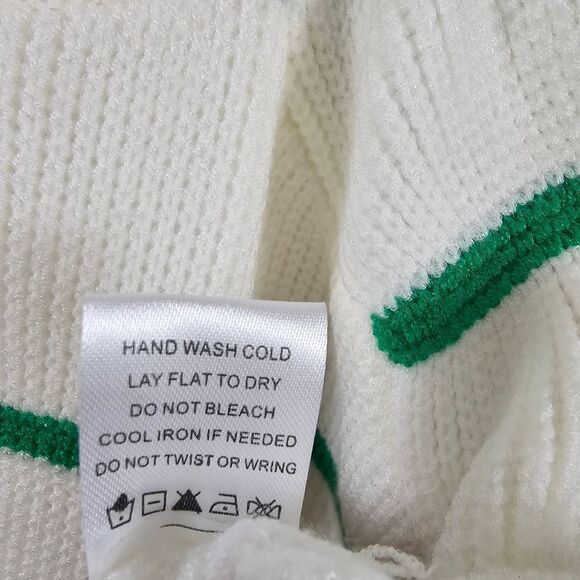 HAND WASH COLD
LAY FLAT TO DRY
DO NOT BLEACH
COOL IRON IF NEEDED
DO NOT TWIST OR WRING